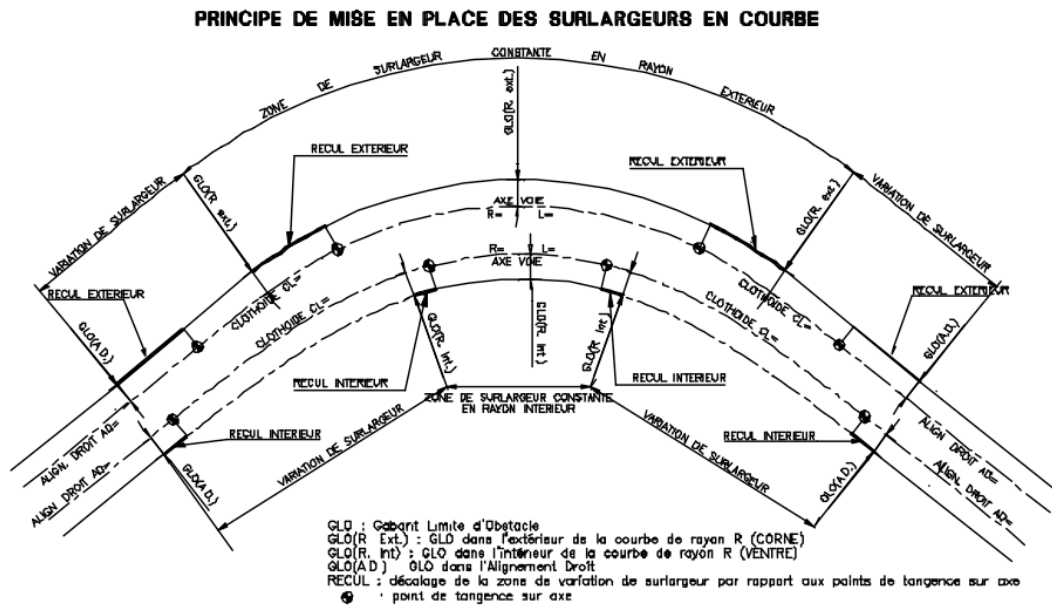 PRINCIPE DE MISE EN PLACE DES SURLARGEURS EN COURBE
ZONE DE SURLARGEUR CONSTANTE EN RAYON EXTERIEUR
GLO(R ext.)
RECUL EXTERIEUR
RECUL EXTERIEUR
VARIATION DE SURLARGEUR
GLO(R ext.)
GLO(R. ext.)
VARIATION DE SURLARGEUR
AXE VOIE
R= L=
R= L=
AXE VOIE
RECUL EXTERIEUR
CLOTHOIDE CL=
CLOTHOIDE CL=
RECUL EXTERIEUR
CLOTHOIDE CL=
CLOTHOIDE CL=
GLO(A.D.)
GLO(R. Int.)
GLO(R. Int)
GLO(R Int)
GLO(A.D.)
RECUL INTERIEUR
RECUL INTERIEUR
ZONE DE SURLARGEUR CONSTANTE
EN RAYON INTERIEUR
RECUL INTERIEUR
RECUL INTERIEUR
VARIATION DE SURLARGEUR
VARIATION DE SURLARGEUR
ALIGN. DROIT AD=
ALIGN DROIT AD=
ALIGN. DROIT AD=
ALIGN DROIT AD=
GLO(A.D.)
GLO(A.D.)
GLO : Gabarit Limite d'Obstacle
GLO(R Ext.) : GLO dans l'extérieur de la courbe de rayon R (CORNE)
GLO(R. Int) : GLO dans l'intérieur de la courbe de rayon R (VENTRE)
GLO(A D ) GLO dans l'Alignement Droit
RECUL : décalage de la zone de variation de surlargeur par rapport aux points de tangence sur axe
: point de tangence sur axe